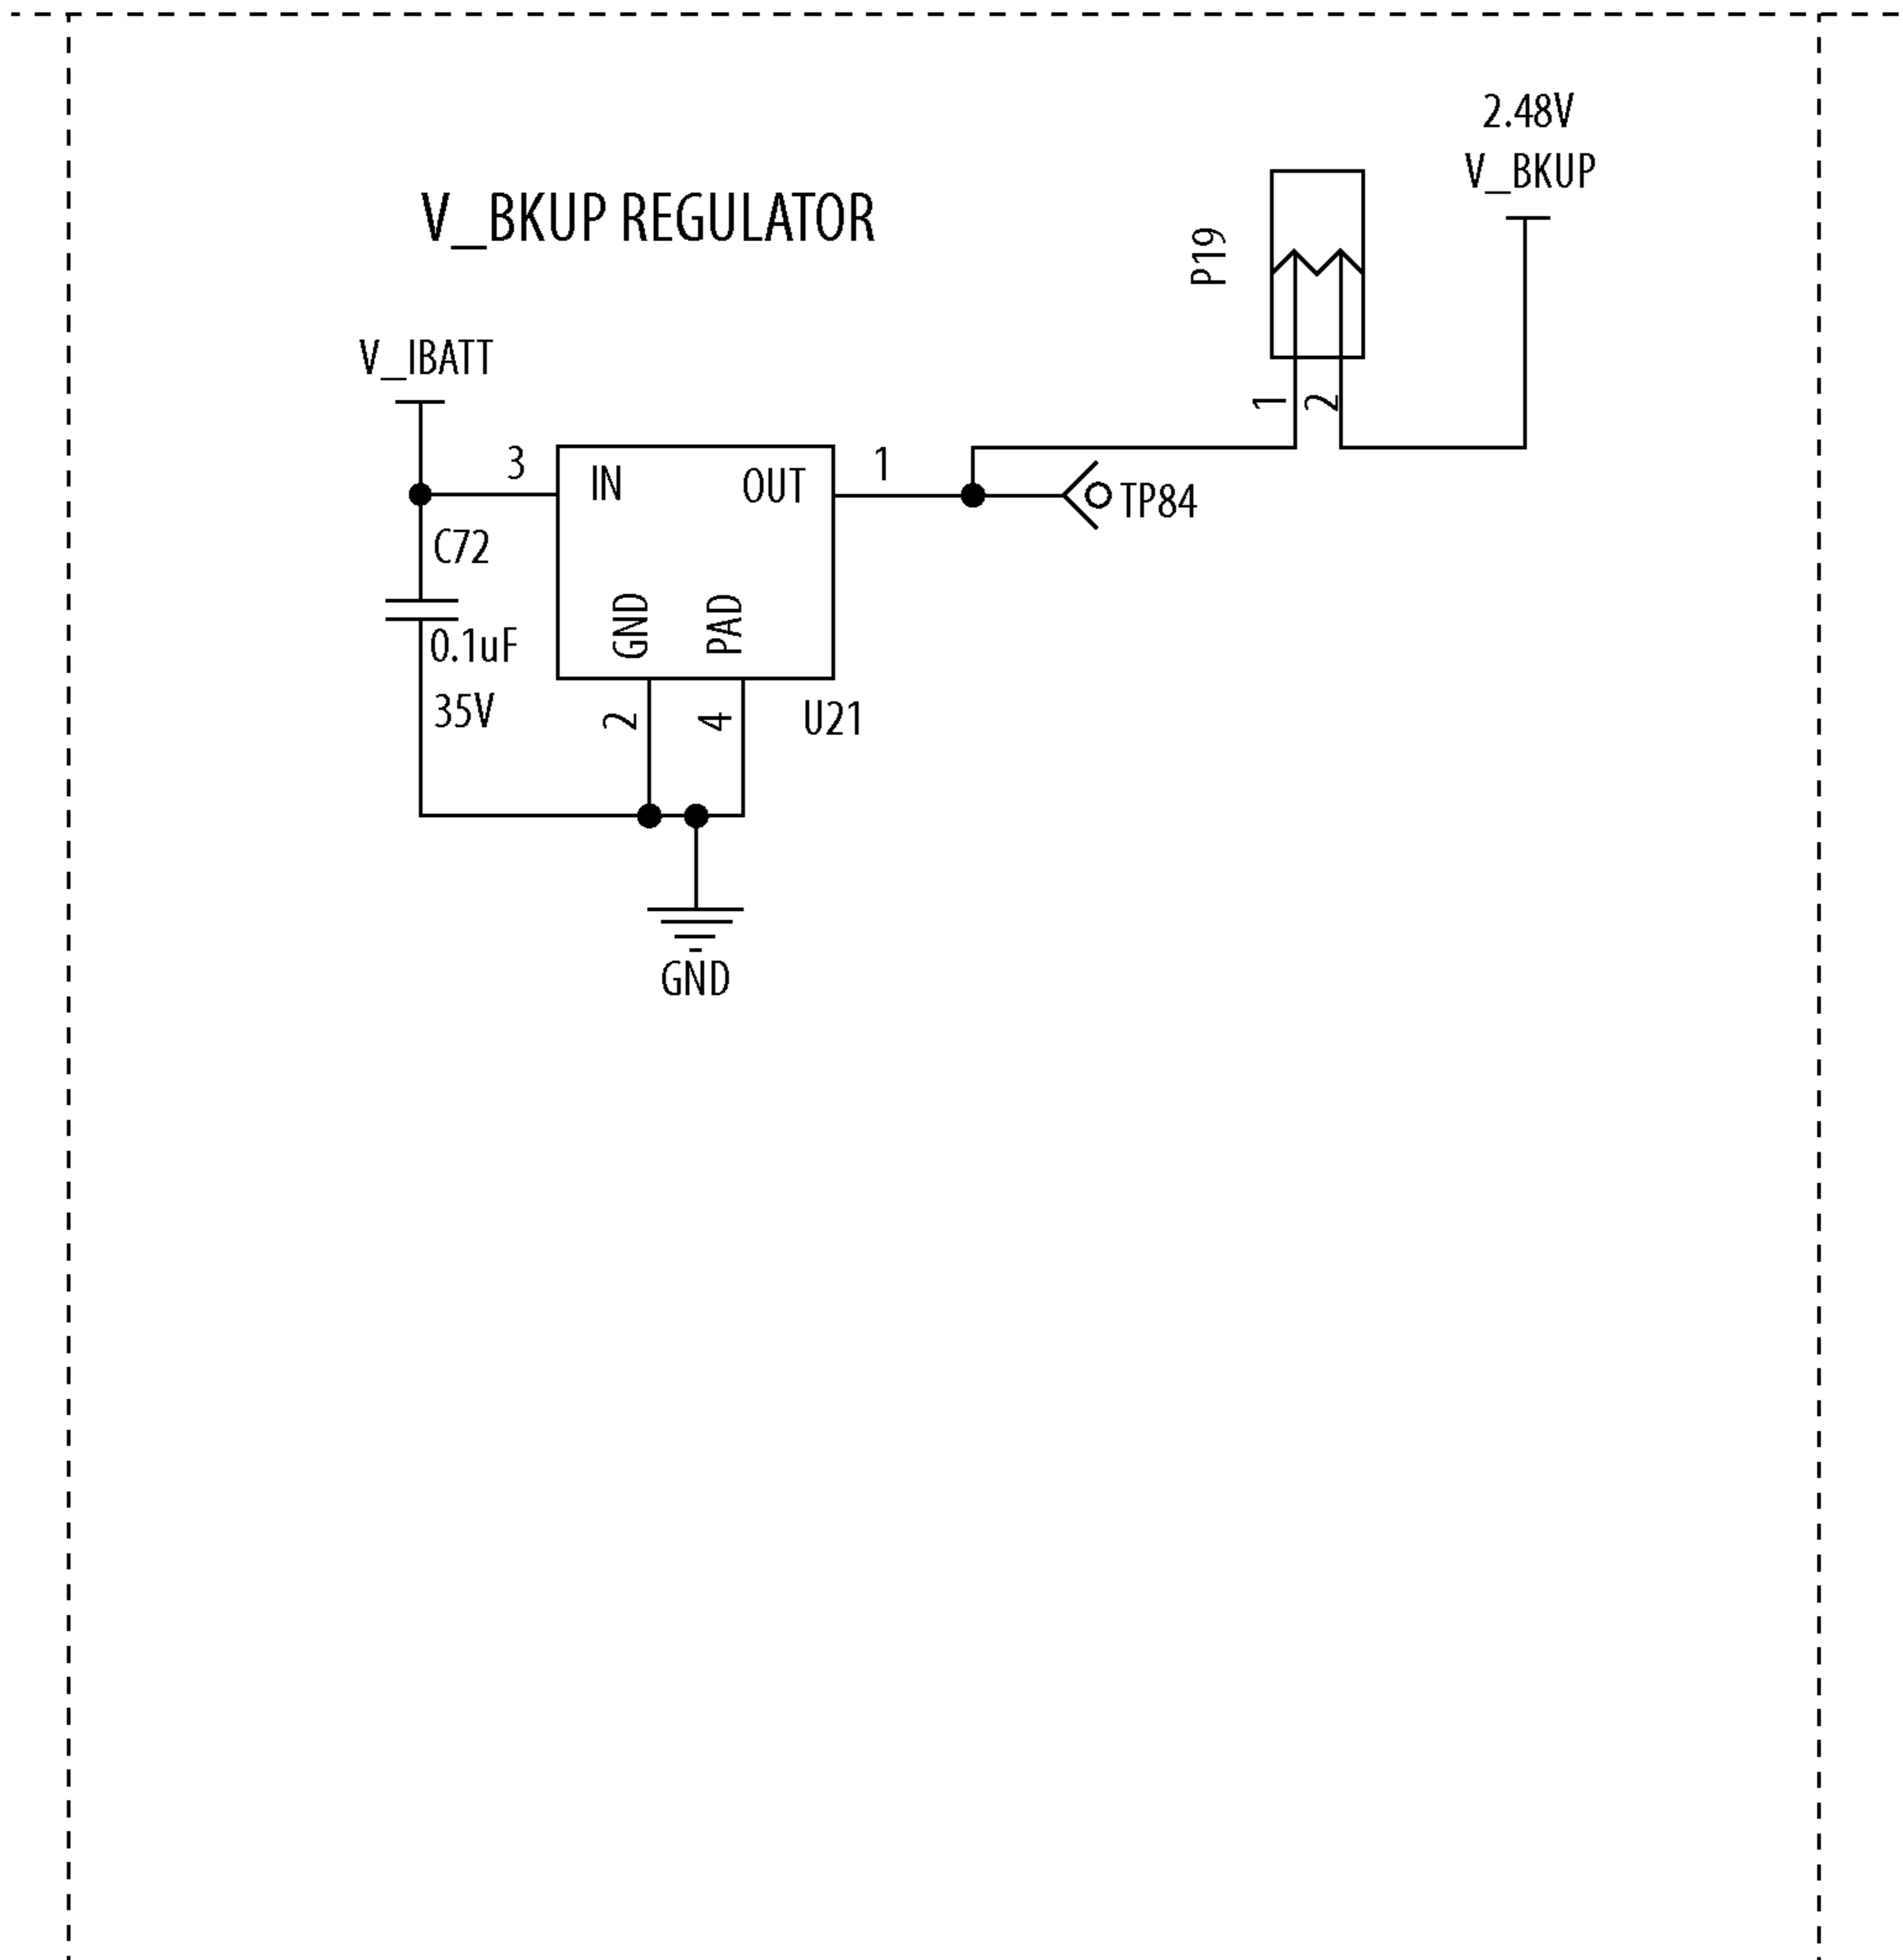 2.48V
V_BKUP
V_BKUP REGULATOR
P19
V_IBATT
1 2
3 IN OUT 1
TP84
C72
0.1uF
GND PAD
35V
2 4
U21
GND